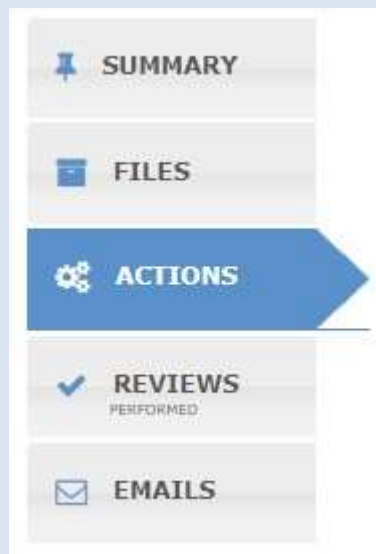 SUMMARY
FILES
ACTIONS
REVIEWS
PERFORMED
EMAILS